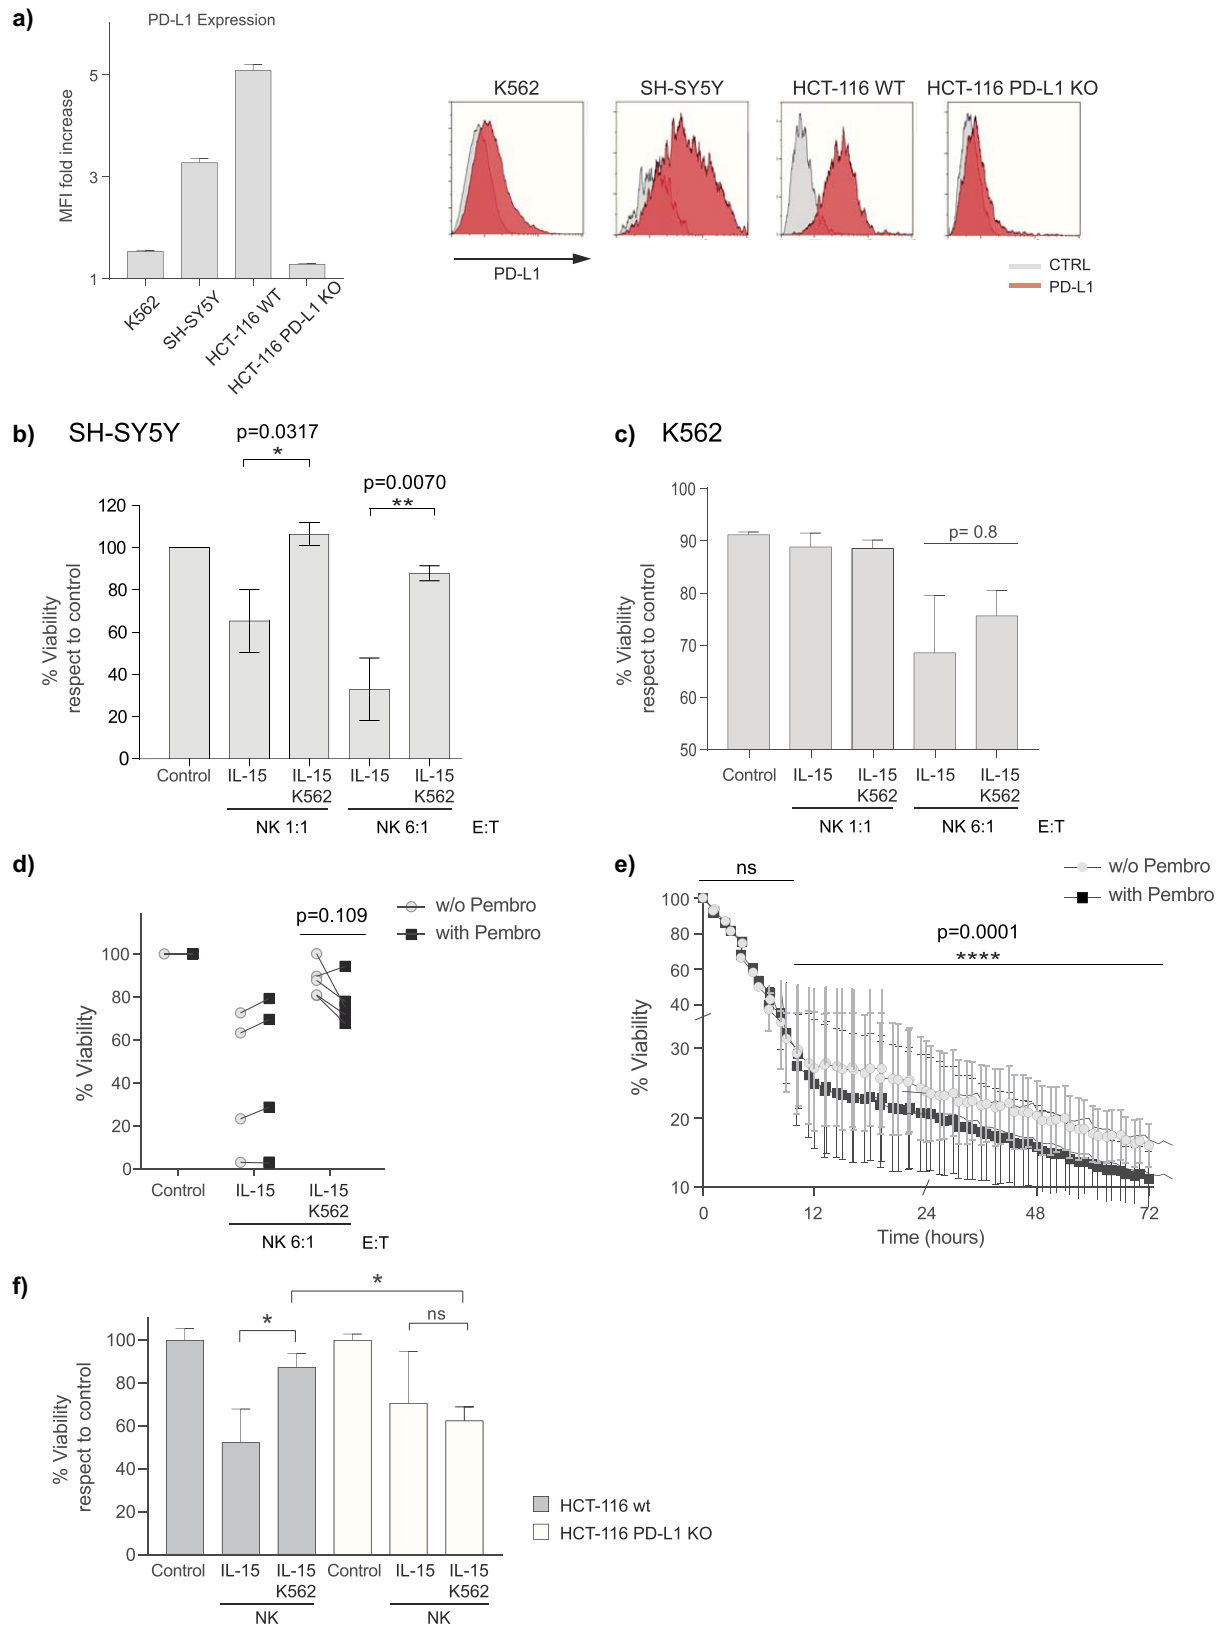 a)
PD-L1 Expression
MFI fold increase
5
3
1
K562
SH-SY5Y
HCT-116 WT
HCT-116 PD-L1 KO
K562
SH-SY5Y
HCT-116 WT
HCT-116 PD-L1 KO
PD-L1
CTRL
PD-L1
b)
SH-SY5Y
p=0.0317
*
p=0.0070
**
% Viability
respect to control
120
100
80
60
40
20
0
Control
IL-15
IL-15
K562
IL-15
IL-15
K562
NK 1:1
NK 6:1
E:T
c)
K562
% Viability
respect to control
100
90
80
70
60
50
p= 0.8
Control
IL-15
IL-15
K562
IL-15
IL-15
K562
NK 1:1
NK 6:1
E:T
d)
w/o Pembro
with Pembro
p=0.109
% Viability
100
80
60
40
20
0
Control
IL-15
IL-15
K562
NK 6:1
E:T
e)
w/o Pembro
with Pembro
ns
p=0.0001
****
% Viability
100
80
60
40
30
20
10
0
12
24
48
72
Time (hours)
f)
*
*
ns
% Viability
respect to control
100
80
60
40
20
0
Control
IL-15
IL-15
K562
Control
IL-15
IL-15
K562
NK
NK
HCT-116 wt
HCT-116 PD-L1 KO